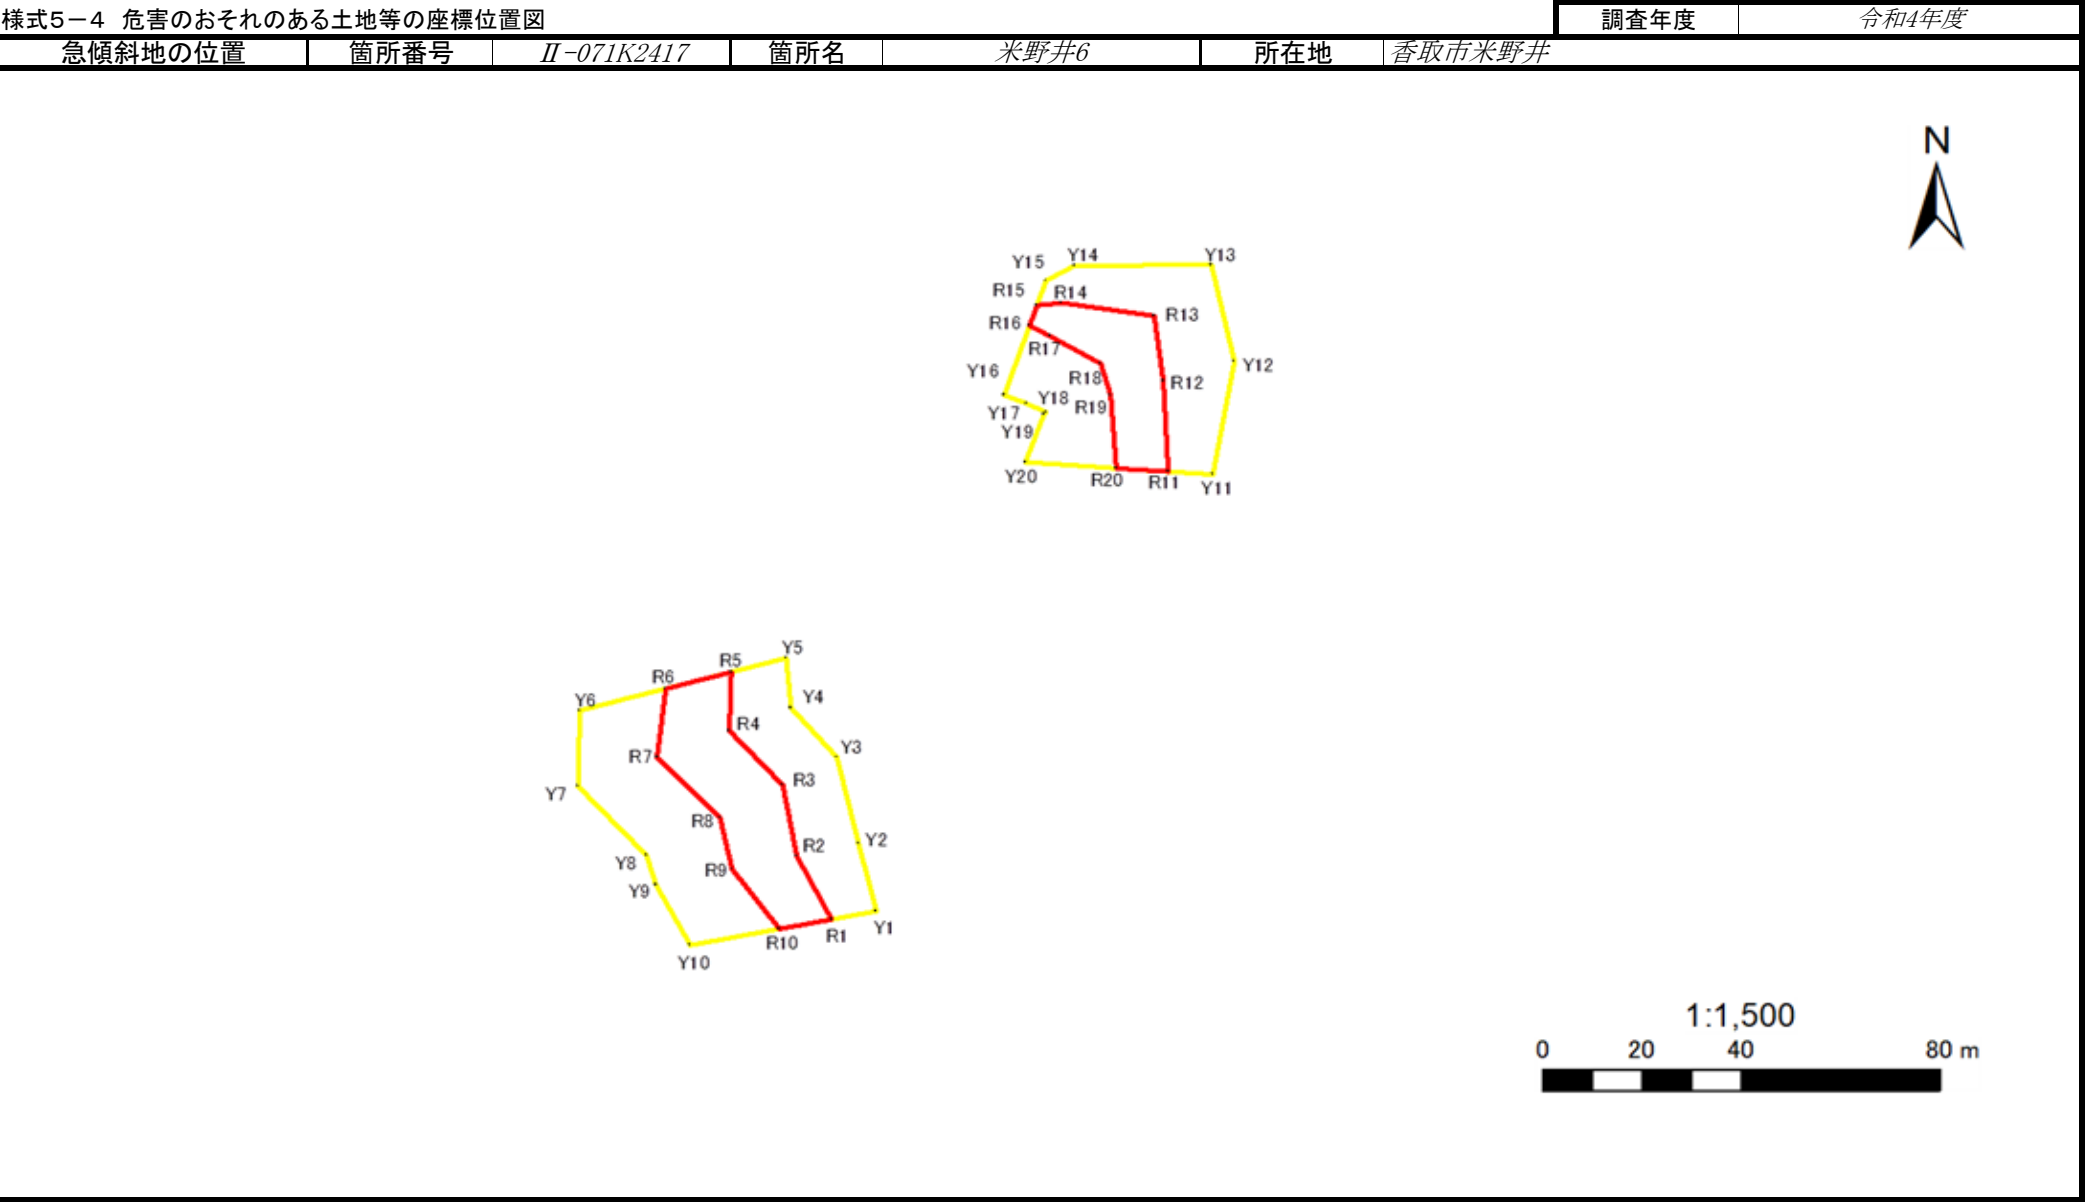 様式5－4 危害のおそれのある土地等の座標位置図 調査年度 令和4年度
急傾斜地の位置 箇所番号 Ⅱ-071K2417 箇所名 米野井6 所在地 香取市米野井
N
Y15 Y14 Y13
R15 R14
R16 R13
R17
Y16 R18 R12 Y12
Y17 Y18 R19
Y19
Y20 R20 R11 Y11
Y5
R5
R6
Y6 Y4
R4
R7 Y3
Y7 R3
R8
R2 Y2
Y8 R9
Y9
Y1
R10 R1
Y10
1:1,500
0 20 40 80 m